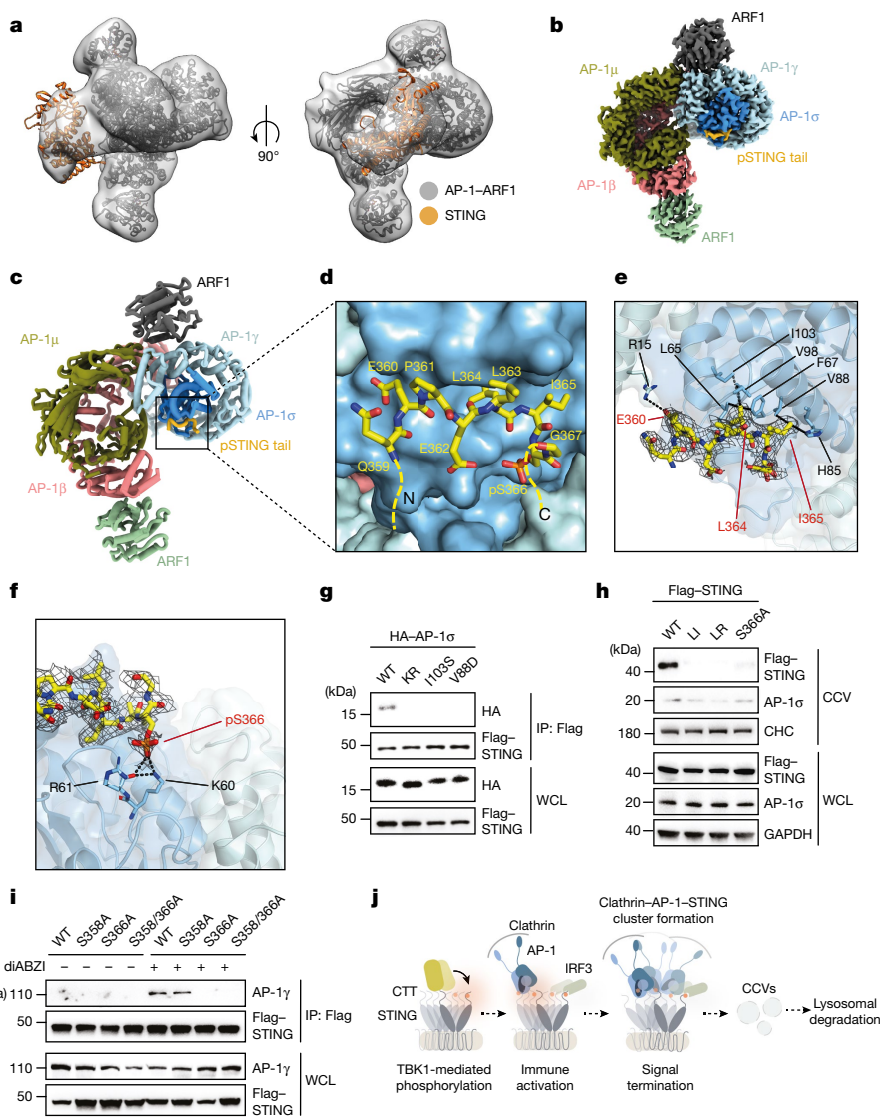 a
90°
AP-1–ARF1
STING
b
ARF1
AP-1μ
AP-1γ
AP-1σ
pSTING tail
AP-1β
ARF1
c
ARF1
AP-1μ
AP-1γ
AP-1σ
pSTING tail
AP-1β
ARF1
d
E360
P361
L364
L363
I365
E362
G367
Q359
pS366
N
C
e
R15
L65
I103
V98
F67
V88
E360
H85
L364
I365
f
pS366
R61
K60
g
HA–AP-1σ
WT
KR
I103S
V88D
(kDa)
15
HA
50
Flag–
STING
IP: Flag
15
HA
50
Flag–
STING
WCL
h
Flag–STING
WT
LI
LR
S366A
(kDa)
40
Flag–
STING
20
AP-1σ
180
CHC
CCV
40
Flag–
STING
20
AP-1σ
40
GAPDH
WCL
i
WT
S358A
S366A
S358/366A
WT
S358A
S366A
S358/366A
diABZI
– – – – + + + +
a) 110
AP-1γ
50
Flag–
STING
IP: Flag
110
AP-1γ
50
Flag–
STING
WCL
j
Clathrin
AP-1
IRF3
CTT
STING
TBK1-mediated
phosphorylation
Immune
activation
Clathrin–AP-1–STING
cluster formation
Signal
termination
CCVs
Lysosomal
degradation